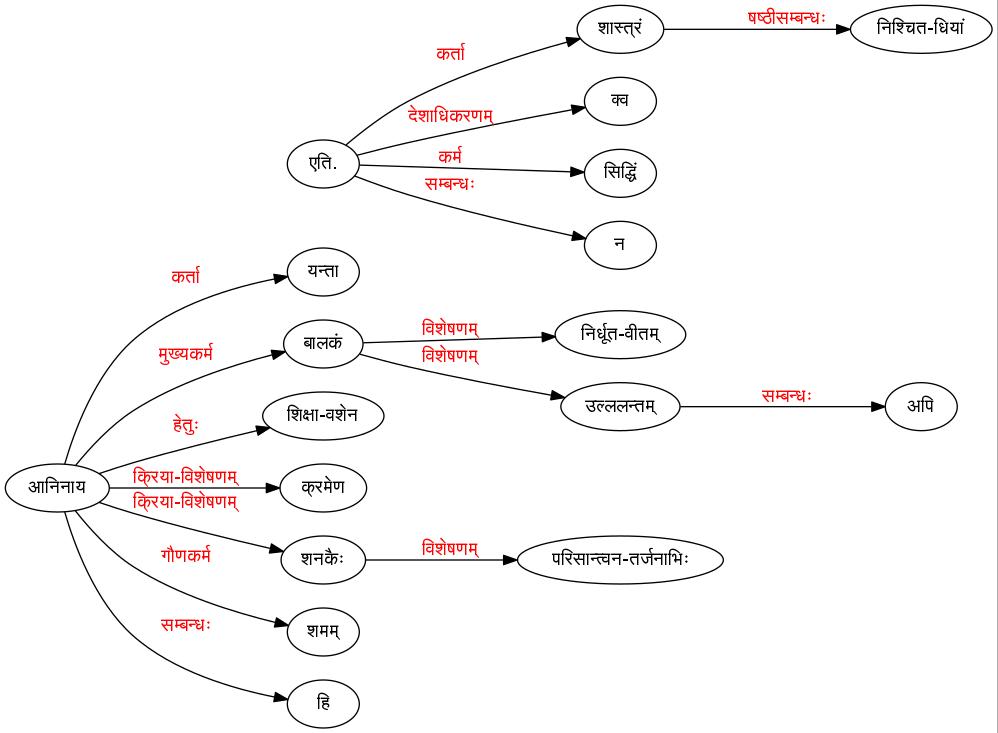 शास्त्रं
षष्ठीसम्बन्धः
निश्चित-धियां
कर्ता
क्व
देशाधिकरणम्
एति.
कर्म
सिद्धिं
सम्बन्धः
न
कर्ता
यन्ता
मुख्यकर्म
बालकं
विशेषणम्
निर्धूत-वीतम्
विशेषणम्
उल्ललन्तम्
सम्बन्धः
अपि
हेतुः
शिक्षा-वशेन
आनिनाय
क्रिया-विशेषणम्
क्रमेण
क्रिया-विशेषणम्
शनकैः
विशेषणम्
परिसान्त्वन-तर्जनाभिः
गौणकर्म
शमम्
सम्बन्धः
हि